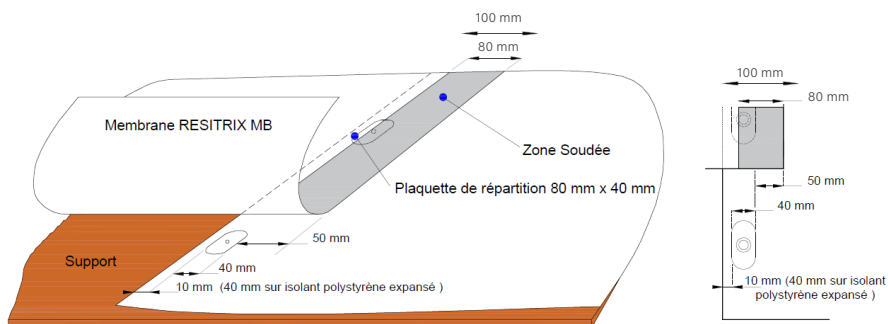 100 mm
80 mm
Membrane RESITRIX MB
Zone Soudée
Plaquette de répartition 80 mm x 40 mm
50 mm
Support
40 mm
10 mm (40 mm sur isolant polystyrène expansé )
100 mm
80 mm
50 mm
40 mm
10 mm (40 mm sur isolant
polystyrène expansé )